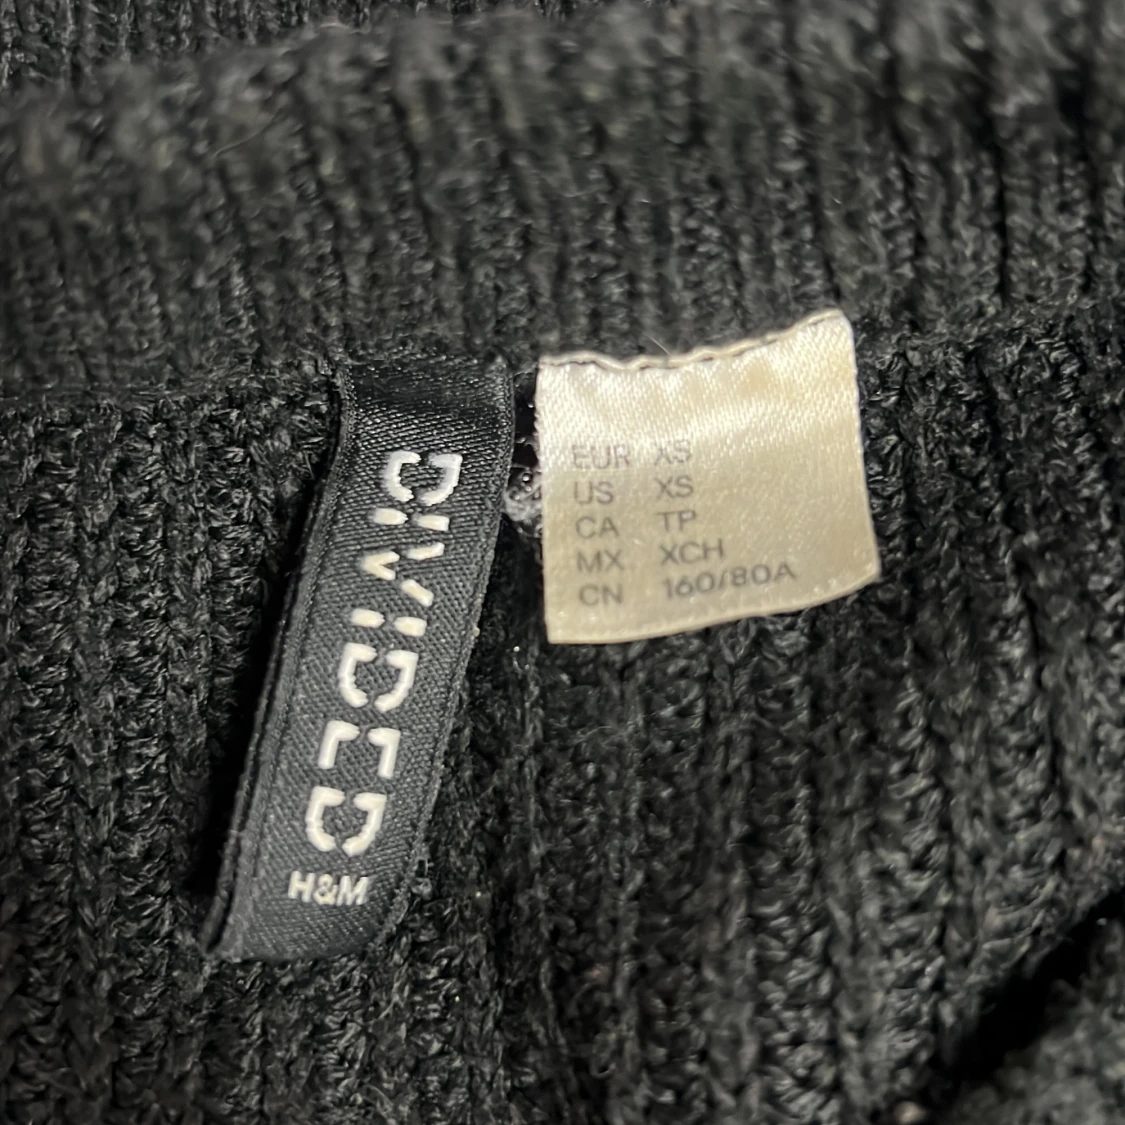 DIVIDED
H&M
EUR XS
US XS
CA TP
MX XCH
CN 160/80A